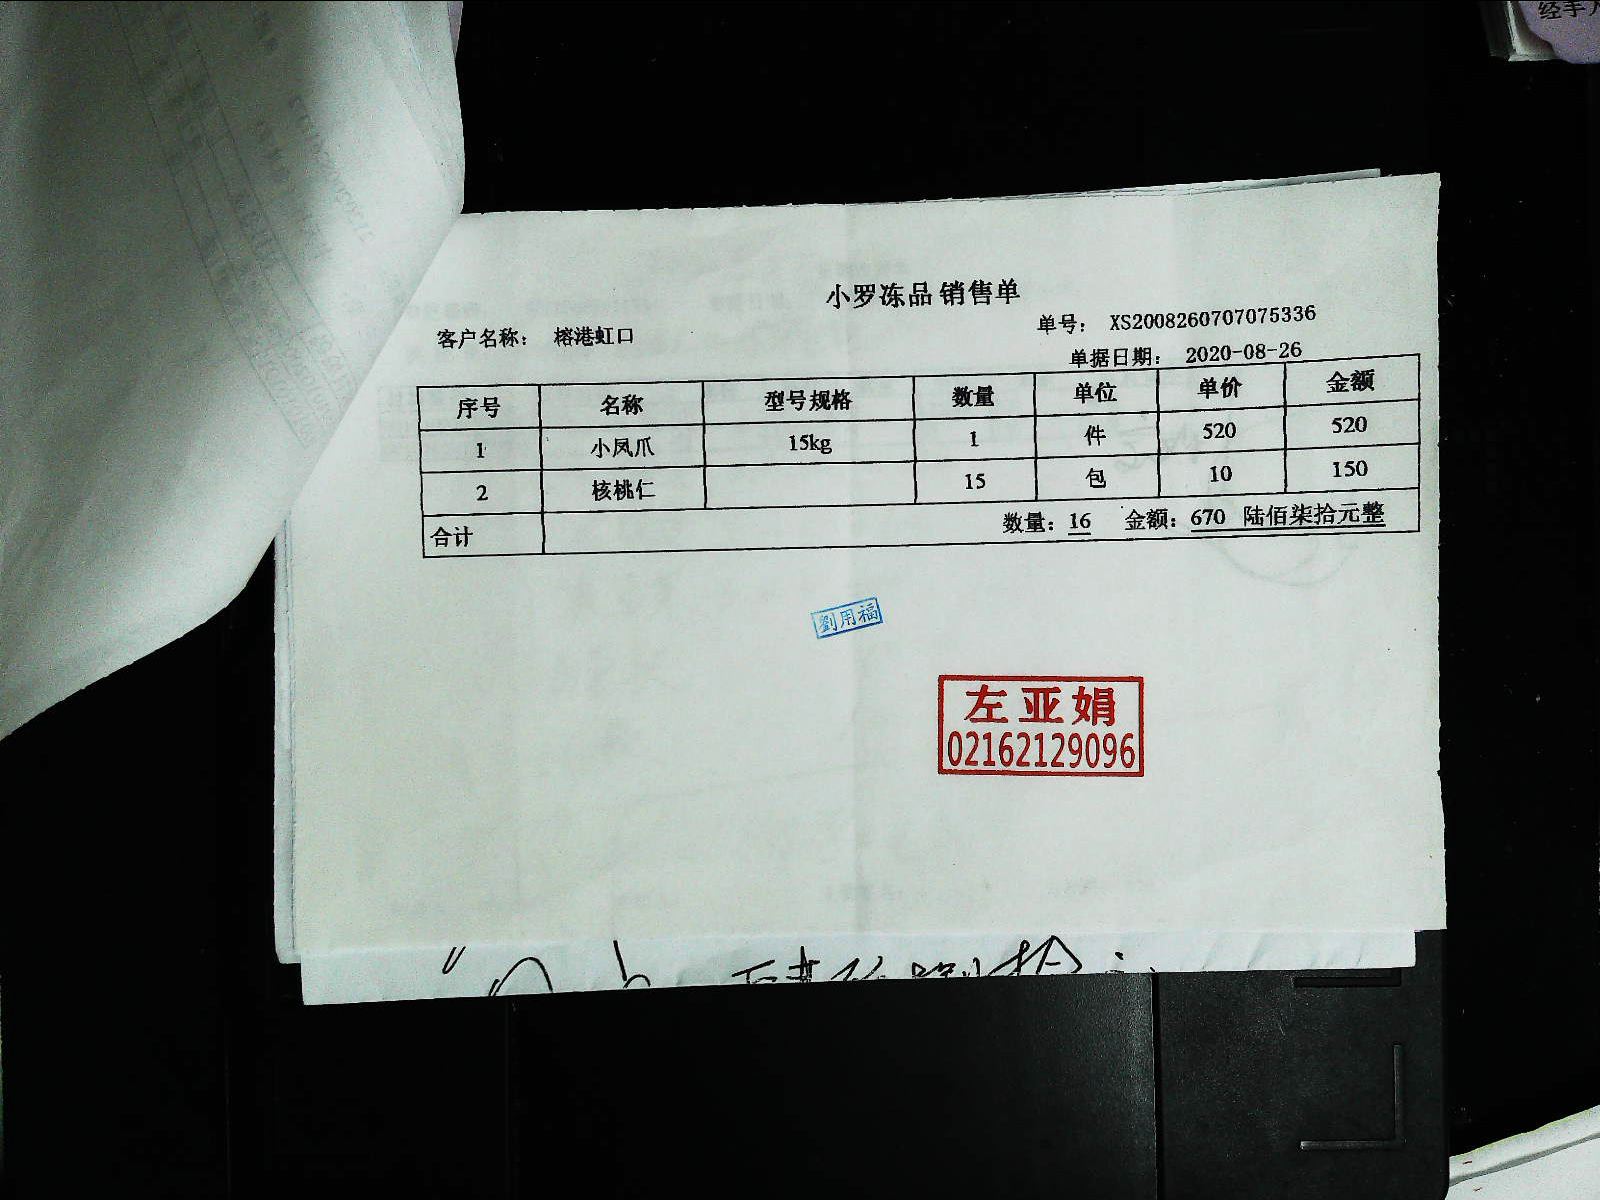 经手人
小罗冻品 销售单
客户名称： 榕港虹口
单号： XS2008260707075336
单据日期： 2020-08-26
序号 名称 型号规格 数量 单位 单价 金额
1 小凤爪 15kg 1 件 520 520
2 核桃仁 15 包 10 150
合计 数量：16 金额：670 陆佰柒拾元整
劉用福
左亚娟
02162129096